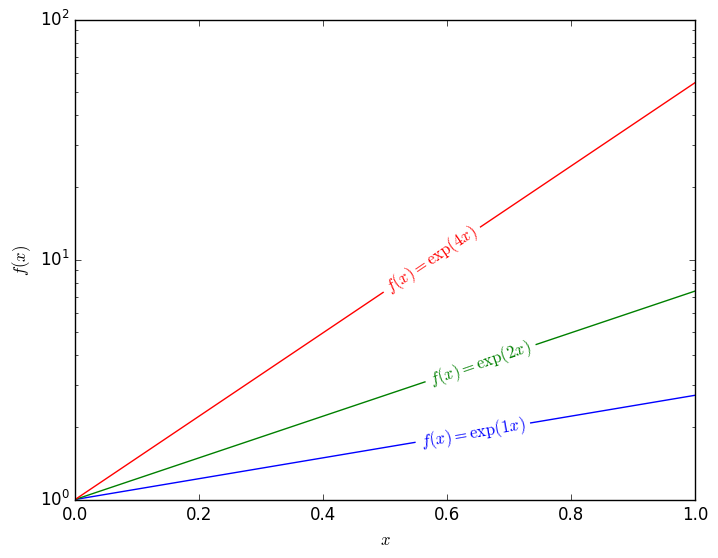 10²
f(x)
10¹
f(x) = exp(4x)
f(x) = exp(2x)
f(x) = exp(1x)
10⁰
0.0 0.2 0.4 0.6 0.8 1.0
x